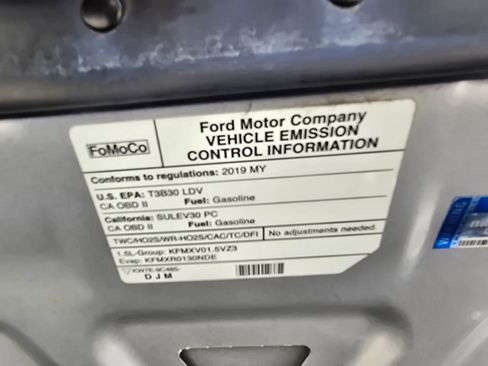 FoMoCo
Ford Motor Company
VEHICLE EMISSION
CONTROL INFORMATION
Conforms to regulations: 2019 MY
U.S. EPA: T3B30 LDV
CA OBD II Fuel: Gasoline
California: SULEV30 PC
CA OBD II Fuel: Gasoline
TWC/HO2S/WR-HO2S/CAC/TC/DFI
No adjustments needed.
1.5L-Group: KFMXV01.5VZ3
Evap: KFMXR0130NDE
KW7E-9C485-
D J M